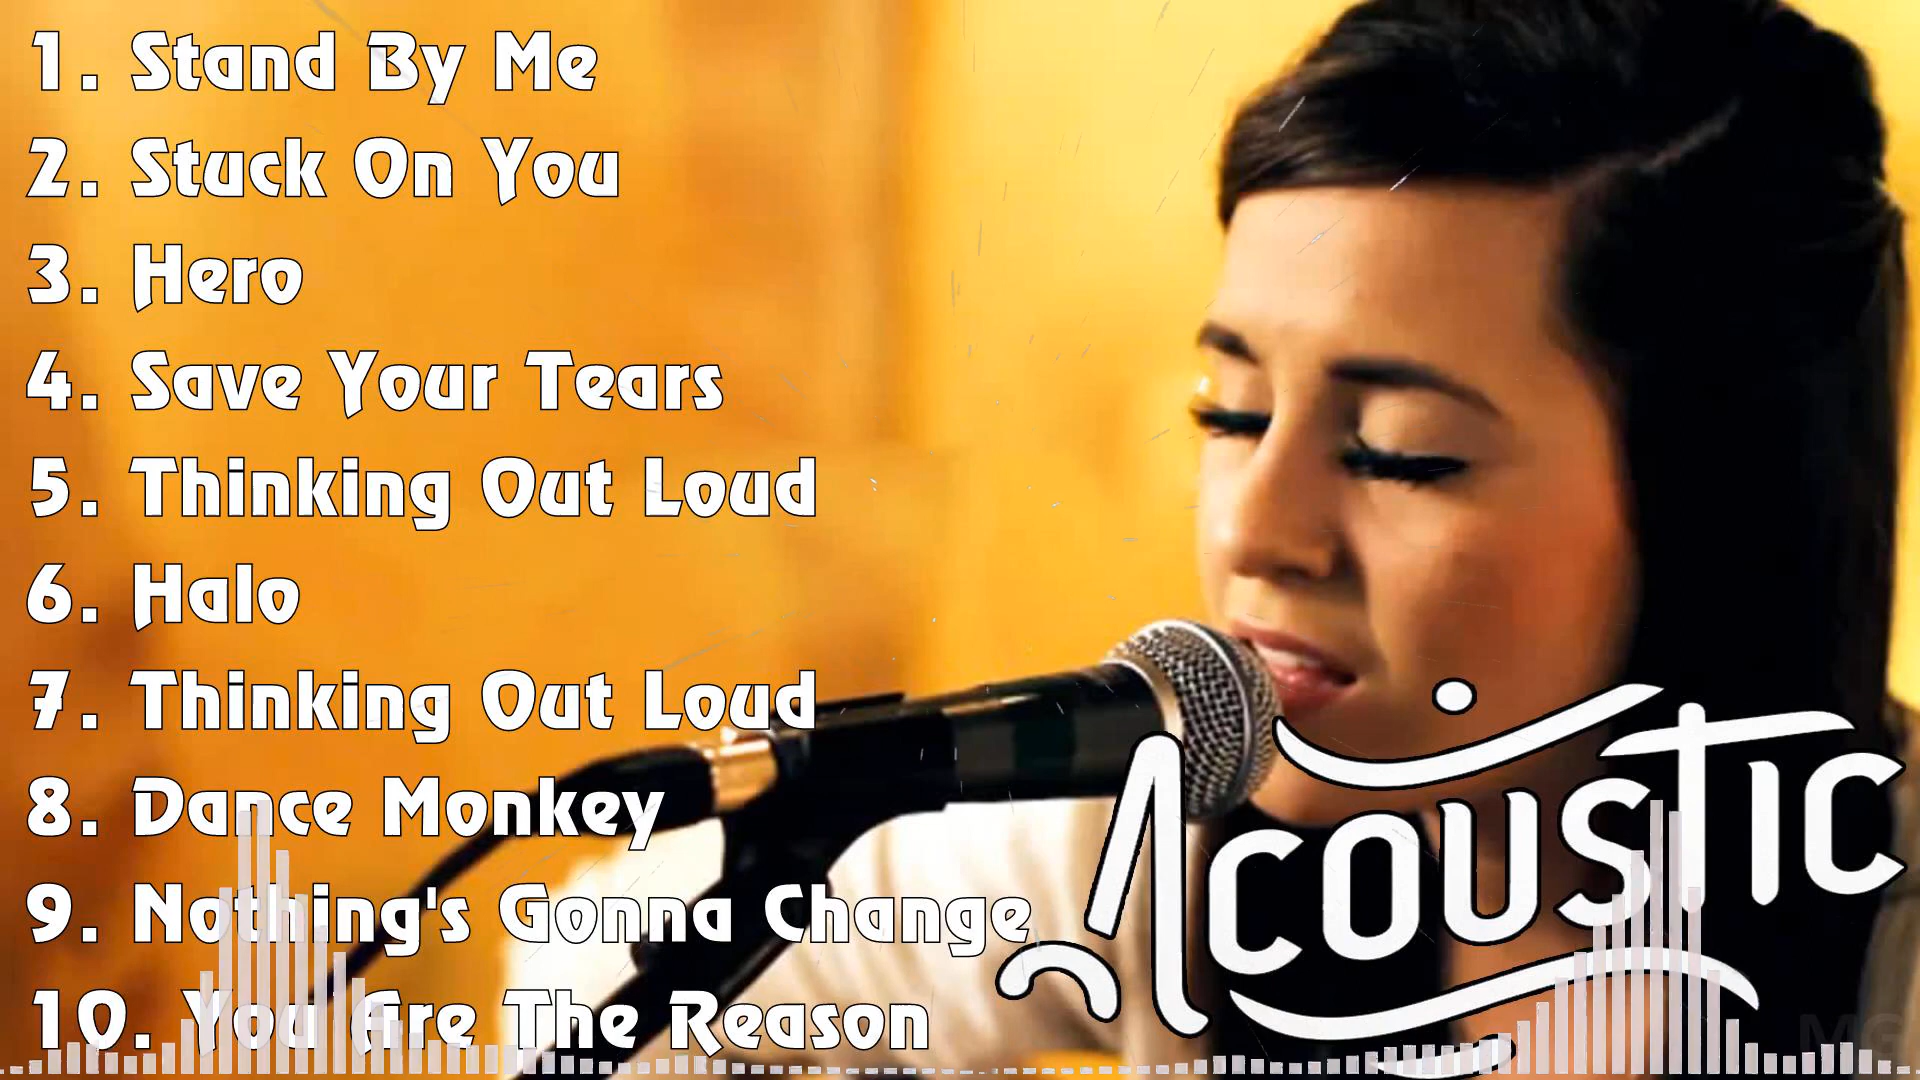 1. Stand By Me
2. Stuck On You
3. Hero
4. Save Your Tears
5. Thinking Out Loud
6. Halo
7. Thinking Out Loud
8. Dance Monkey
9. Nothing's Gonna Change
10. You Are The Reason
Acoustic
MG